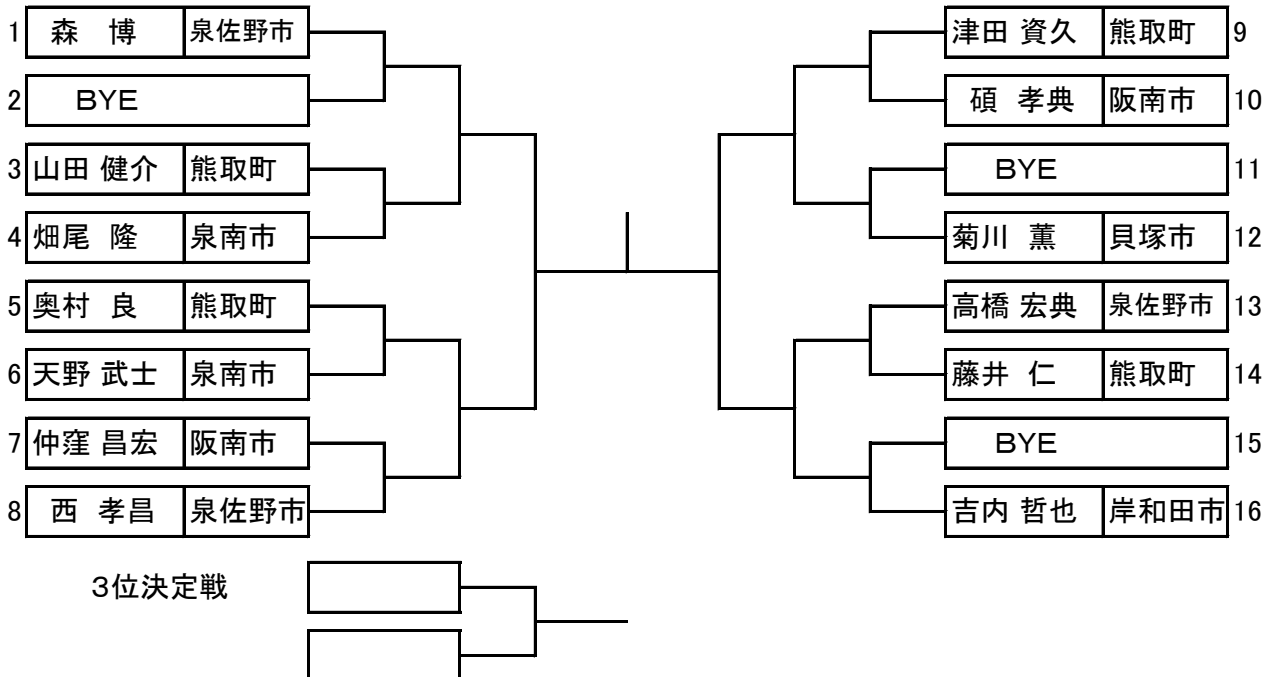 1 森 博 泉佐野市
2 BYE
3 山田 健介 熊取町
4 畑尾 隆 泉南市
5 奥村 良 熊取町
6 天野 武士 泉南市
7 仲窪 昌宏 阪南市
8 西 孝昌 泉佐野市
津田 資久 熊取町 9
碩 孝典 阪南市 10
BYE 11
菊川 薫 貝塚市 12
高橋 宏典 泉佐野市 13
藤井 仁 熊取町 14
BYE 15
吉内 哲也 岸和田市 16
3位決定戦